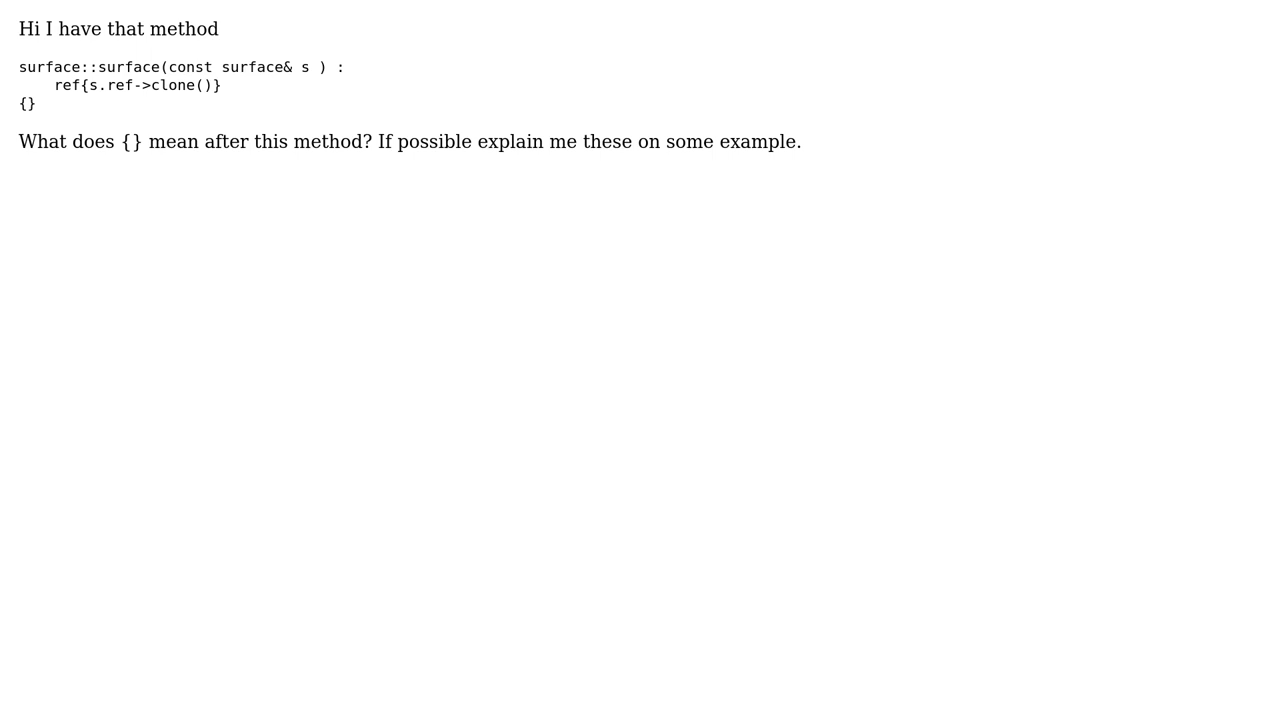 Hi I have that method
surface::surface(const surface& s ) :
    ref{s.ref->clone()}
{}
What does {} mean after this method? If possible explain me these on some example.